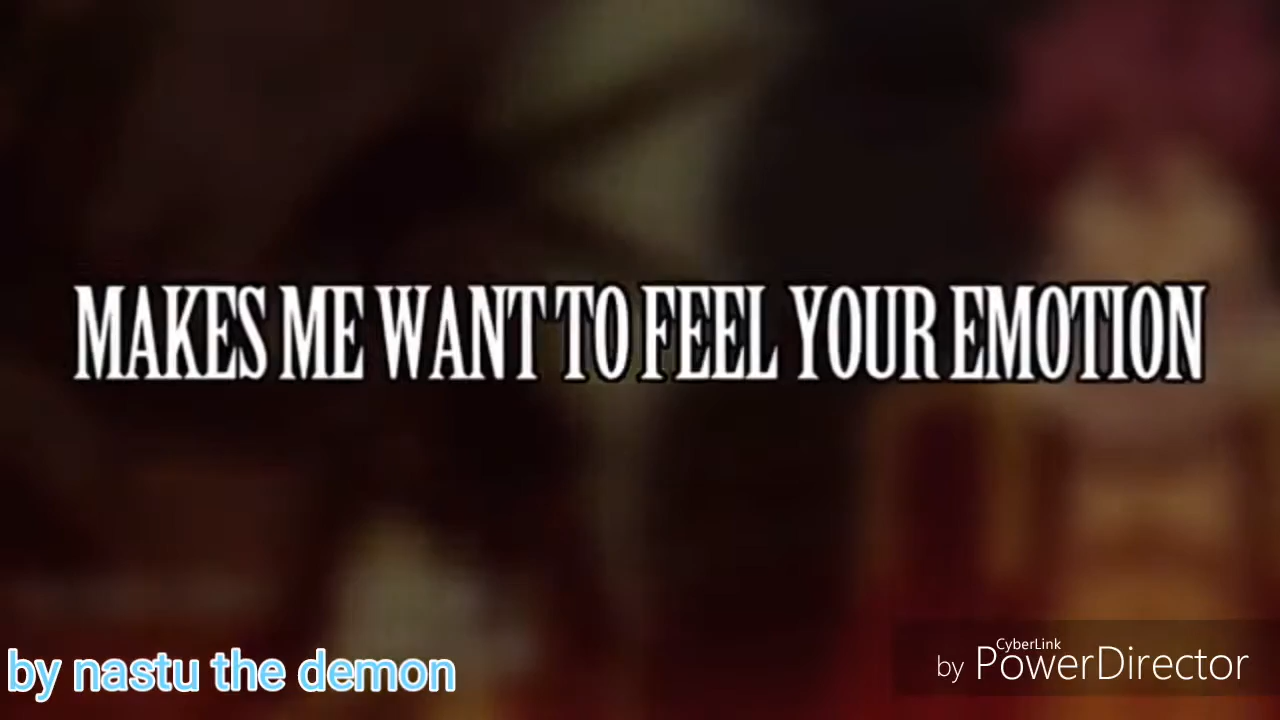 MAKES ME WANT TO FEEL YOUR EMOTION
by nastu the demon
CyberLink
by PowerDirector